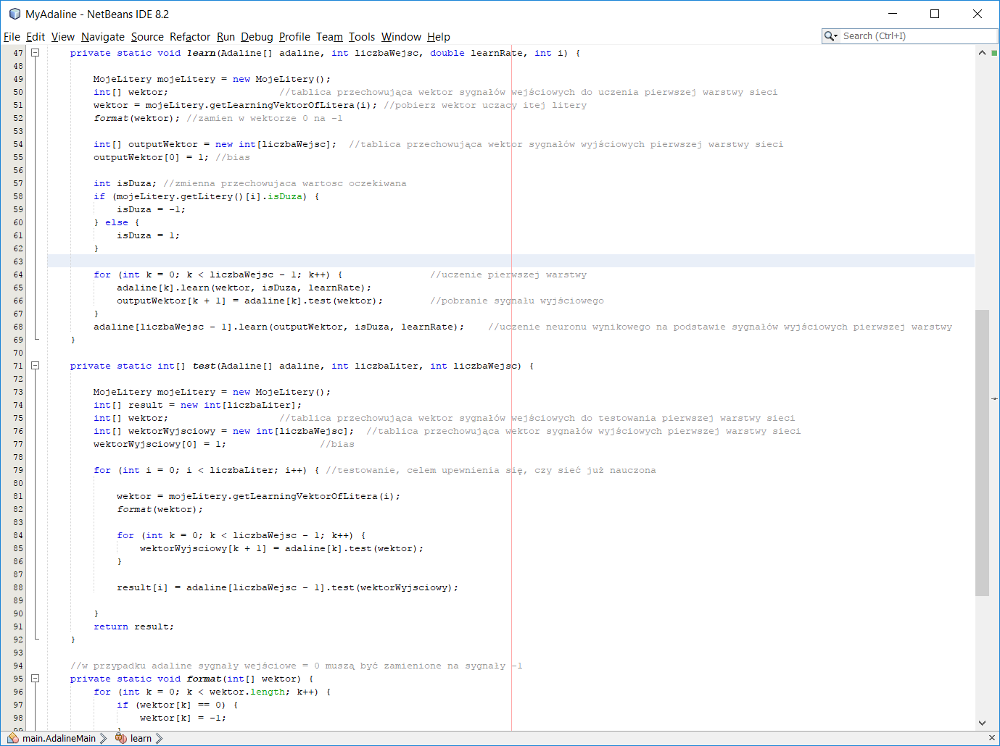 MyAdaline - NetBeans IDE 8.2
File Edit View Navigate Source Refactor Run Debug Profile Team Tools Window Help
Search (Ctrl+I)
47 private static void learn(Adaline[] adaline, int liczbaWejsc, double learnRate, int i) {
48
49 MojeLitery mojeLitery = new MojeLitery();
50 int[] wektor; //tablica przechowująca wektor sygnałów wejściowych do uczenia pierwszej warstwy sieci
51 wektor = mojeLitery.getLearningVektorOfLitera(i); //pobierz wektor uczacy itej litery
52 format(wektor); //zamien w wektorze 0 na -1
53
54 int[] outputWektor = new int[liczbaWejsc]; //tablica przechowująca wektor sygnałów wyjściowych pierwszej warstwy sieci
55 outputWektor[0] = 1; //bias
56
57 int isDuza; //zmienna przechowujaca wartosc oczekiwana
58 if (mojeLitery.getLitery()[i].isDuza) {
59 isDuza = -1;
60 } else {
61 isDuza = 1;
62 }
63
64 for (int k = 0; k < liczbaWejsc - 1; k++) { //uczenie pierwszej warstwy
65 adaline[k].learn(wektor, isDuza, learnRate);
66 outputWektor[k + 1] = adaline[k].test(wektor); //pobranie sygnału wyjściowego
67 }
68 adaline[liczbaWejsc - 1].learn(outputWektor, isDuza, learnRate); //uczenie neuronu wynikowego na podstawie sygnałów wyjściowych pierwszej warstwy
69 }
70
71 private static int[] test(Adaline[] adaline, int liczbaLiter, int liczbaWejsc) {
72
73 MojeLitery mojeLitery = new MojeLitery();
74 int[] result = new int[liczbaLiter];
75 int[] wektor; //tablica przechowująca wektor sygnałów wejściowych do testowania pierwszej warstwy sieci
76 int[] wektorWyjsciowy = new int[liczbaWejsc]; //tablica przechowująca wektor sygnałów wyjściowych pierwszej warstwy sieci
77 wektorWyjsciowy[0] = 1; //bias
78
79 for (int i = 0; i < liczbaLiter; i++) { //testowanie, celem upewnienia się, czy sieć już nauczona
80
81 wektor = mojeLitery.getLearningVektorOfLitera(i);
82 format(wektor);
83
84 for (int k = 0; k < liczbaWejsc - 1; k++) {
85 wektorWyjsciowy[k + 1] = adaline[k].test(wektor);
86 }
87
88 result[i] = adaline[liczbaWejsc - 1].test(wektorWyjsciowy);
89
90 }
91 return result;
92 }
93
94 //w przypadku adaline sygnały wejściowe = 0 muszą być zamienione na sygnały -1
95 private static void format(int[] wektor) {
96 for (int k = 0; k < wektor.length; k++) {
97 if (wektor[k] == 0) {
98 wektor[k] = -1;
99 }
main.AdalineMain learn